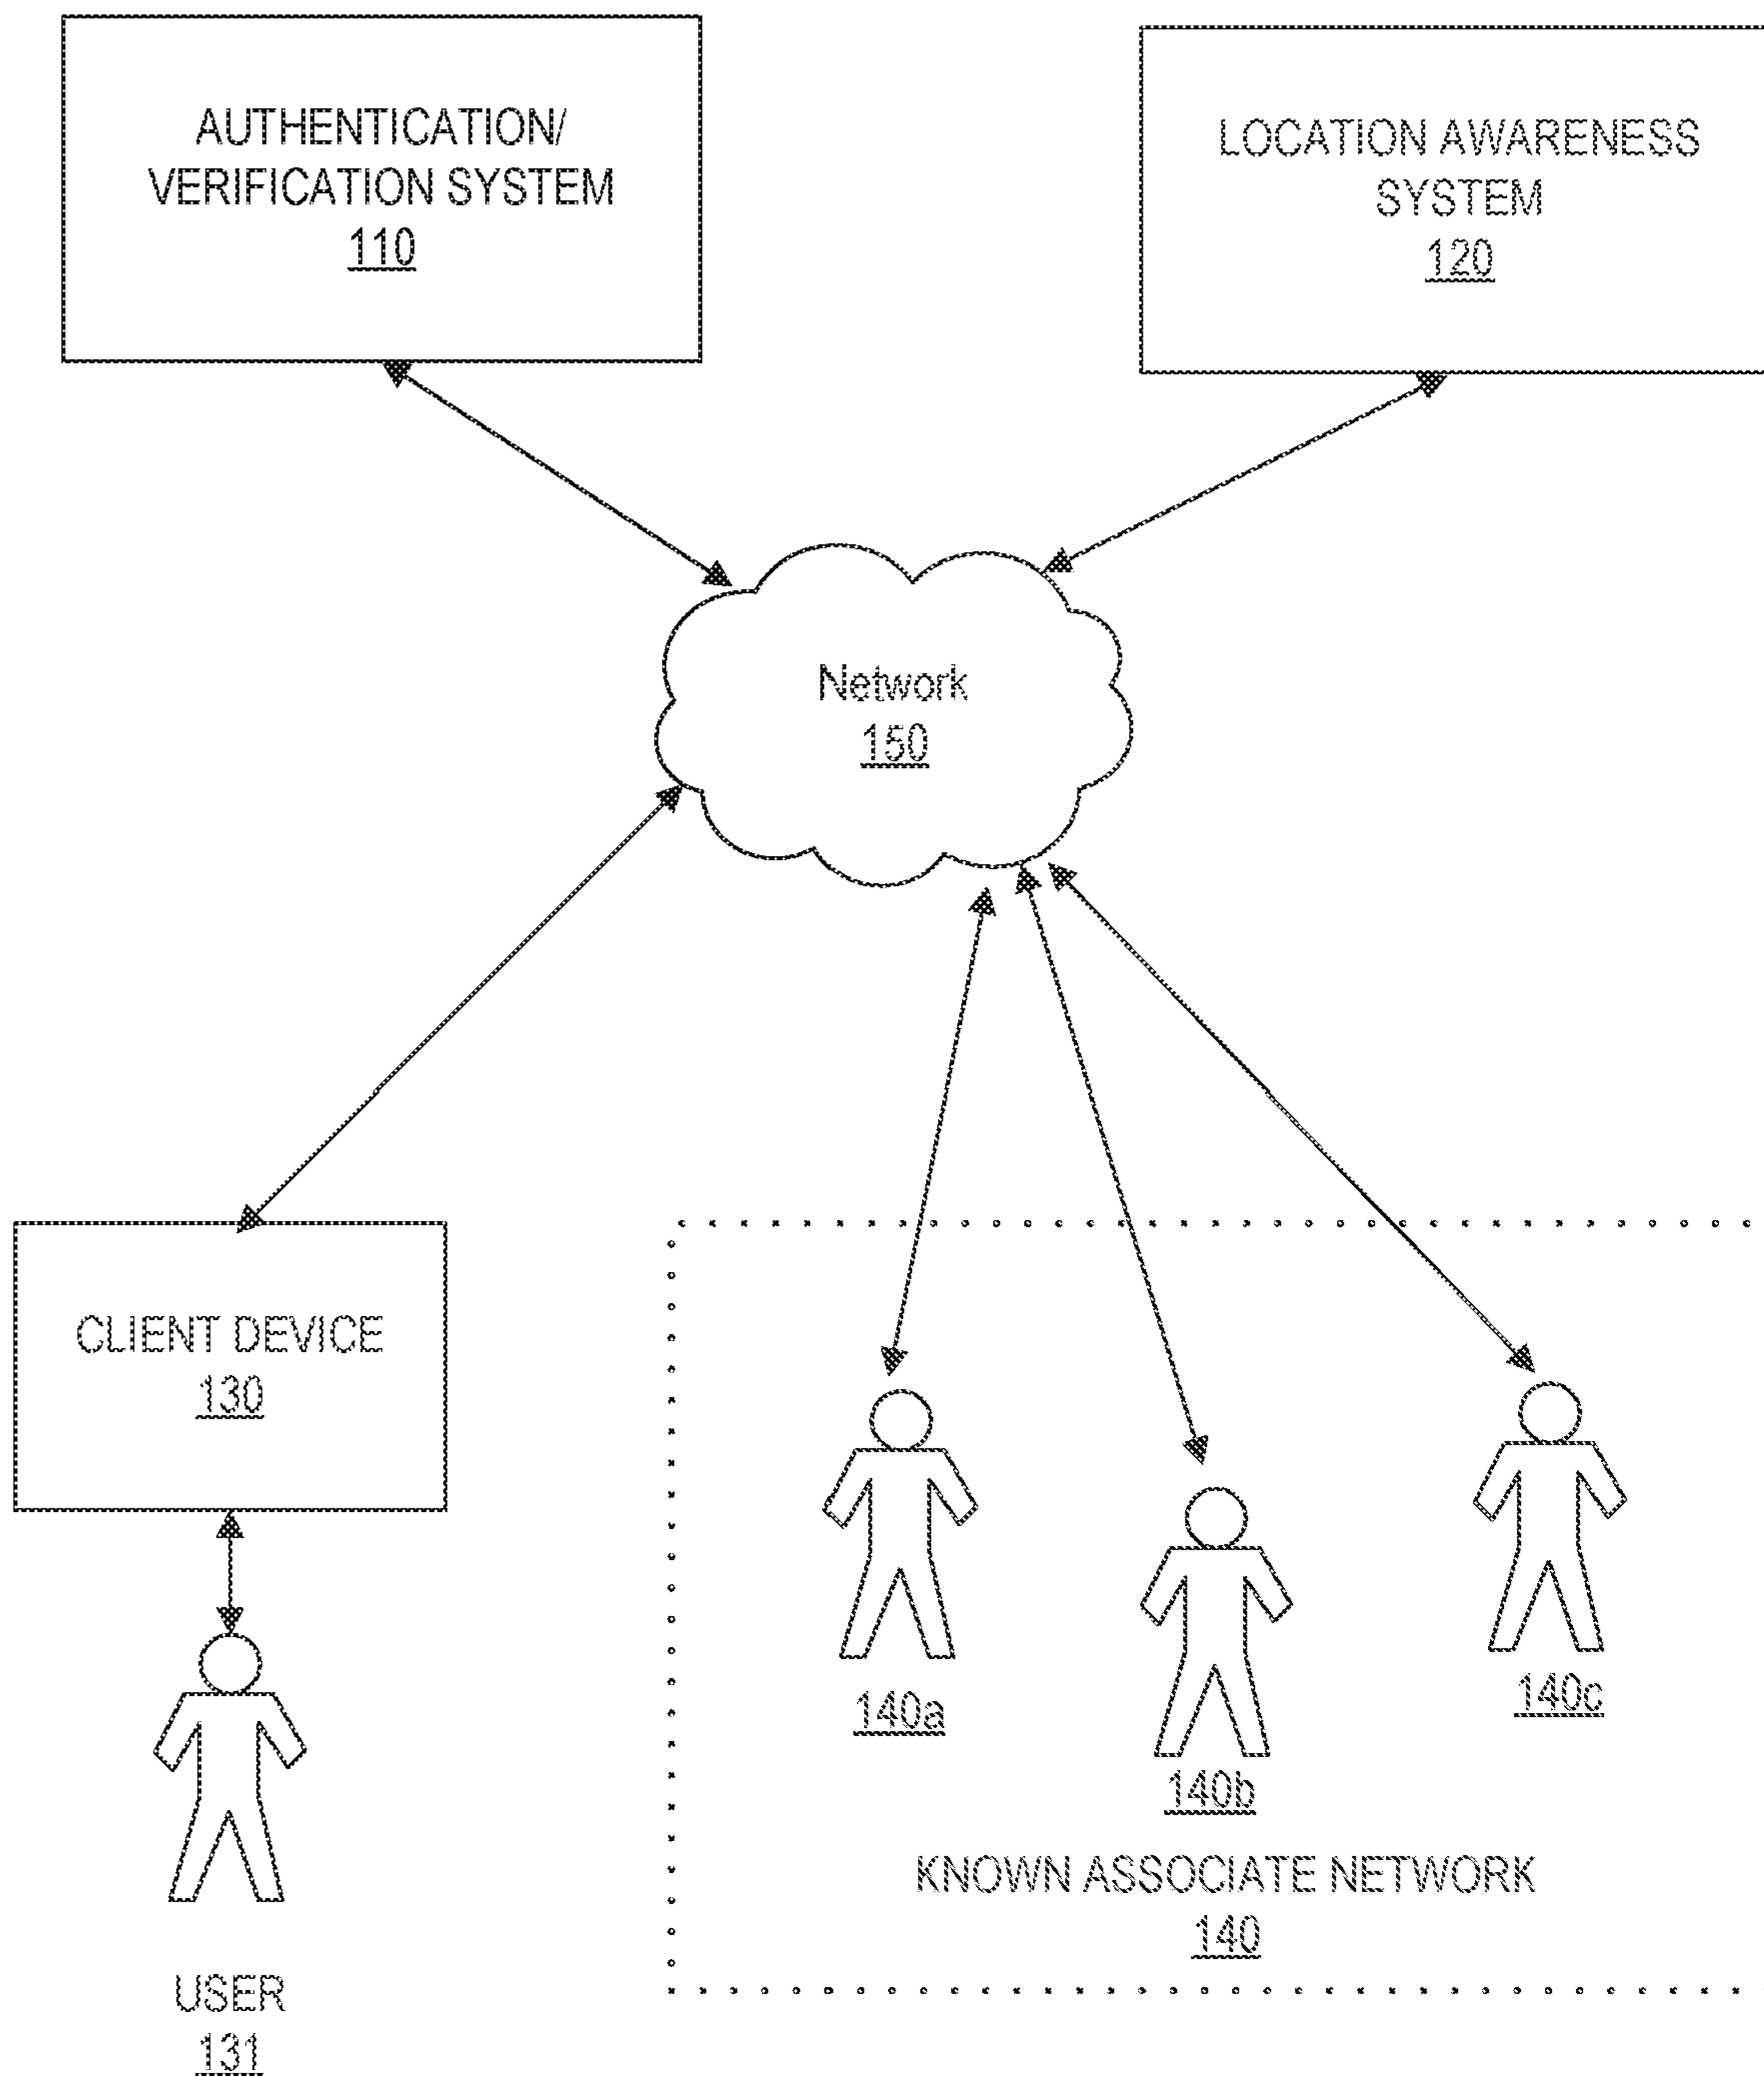 AUTHENTICATION/
VERIFICATION SYSTEM
110
LOCATION AWARENESS
SYSTEM
120
Network
150
CLIENT DEVICE
130
140a
140b
140c
KNOWN ASSOCIATE NETWORK
140
USER
131